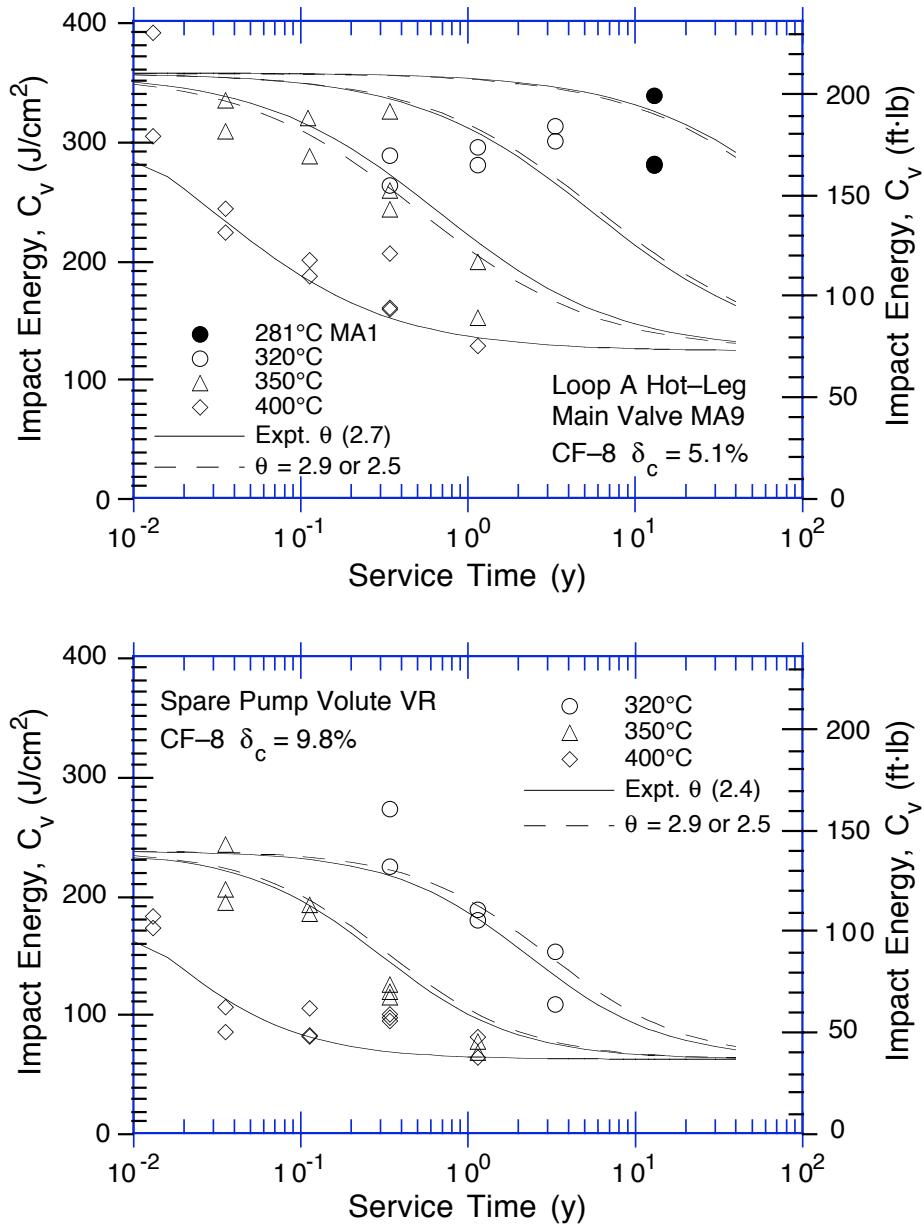 400
300
200
100
0
Impact Energy, C_v (J/cm²)
200
150
100
50
0
Impact Energy, C_v (ft·lb)
281°C MA1
320°C
350°C
400°C
Expt. θ (2.7)
θ = 2.9 or 2.5
Loop A Hot–Leg
Main Valve MA9
CF–8 δ_c = 5.1%
10⁻² 10⁻¹ 10⁰ 10¹ 10²
Service Time (y)
400
300
200
100
0
Impact Energy, C_v (J/cm²)
200
150
100
50
0
Impact Energy, C_v (ft·lb)
Spare Pump Volute VR
CF–8 δ_c = 9.8%
320°C
350°C
400°C
Expt. θ (2.4)
θ = 2.9 or 2.5
10⁻² 10⁻¹ 10⁰ 10¹ 10²
Service Time (y)